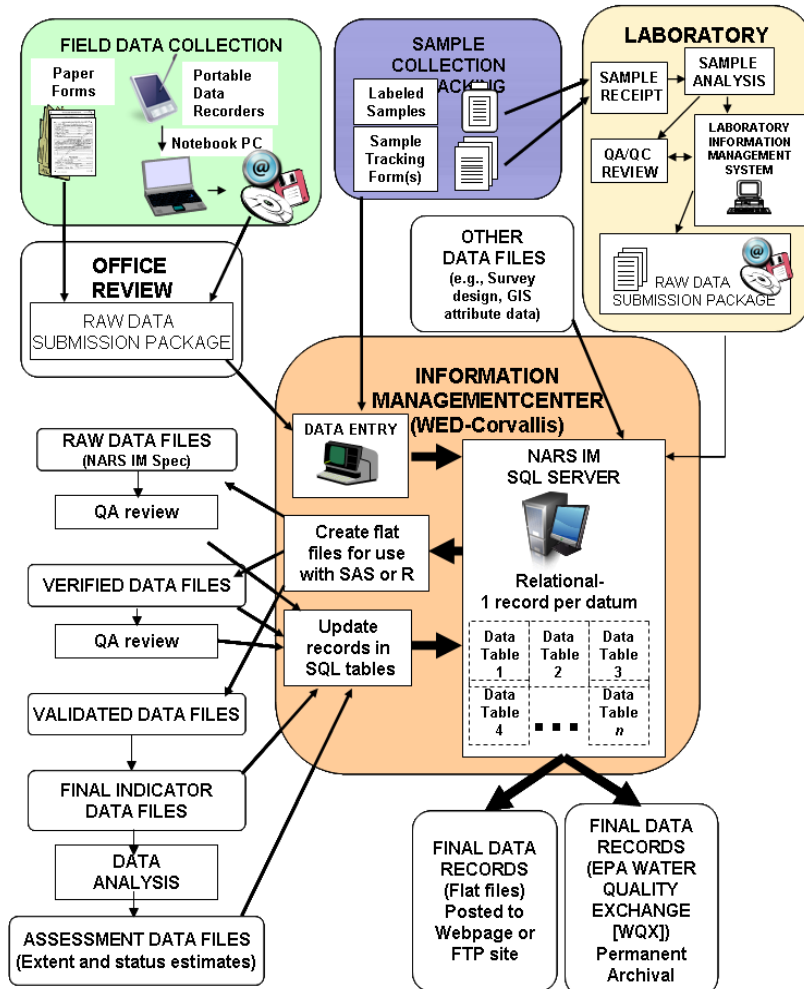 FIELD DATA COLLECTION
Paper
Forms
Portable
Data
Recorders
Notebook PC
SAMPLE
COLLECTION
Labeled
Samples
Sample
Tracking
Form(s)
LABORATORY
SAMPLE
RECEIPT
SAMPLE
ANALYSIS
QA/QC
REVIEW
LABORATORY
INFORMATION
MANAGEMENT
SYSTEM
RAW DATA
SUBMISSION PACKAGE
OFFICE
REVIEW
RAW DATA
SUBMISSION PACKAGE
OTHER
DATA FILES
(e.g., Survey
design, GIS
attribute data)
INFORMATION
MANAGEMENTCENTER
(WED-Corvallis)
DATA ENTRY
NARS IM
SQL SERVER
Relational-
1 record per datum
Data
Table
1
Data
Table
2
Data
Table
3
Data
Table
4
...
Data
Table
n
Create flat
files for use
with SAS or R
Update
records in
SQL tables
RAW DATA FILES
(NARS IM Spec)
QA review
VERIFIED DATA FILES
QA review
VALIDATED DATA FILES
FINAL INDICATOR
DATA FILES
DATA
ANALYSIS
ASSESSMENT DATA FILES
(Extent and status estimates)
FINAL DATA
RECORDS
(Flat files)
Posted to
Webpage or
FTP site
FINAL DATA
RECORDS
(EPA WATER
QUALITY
EXCHANGE
[WQX])
Permanent
Archival